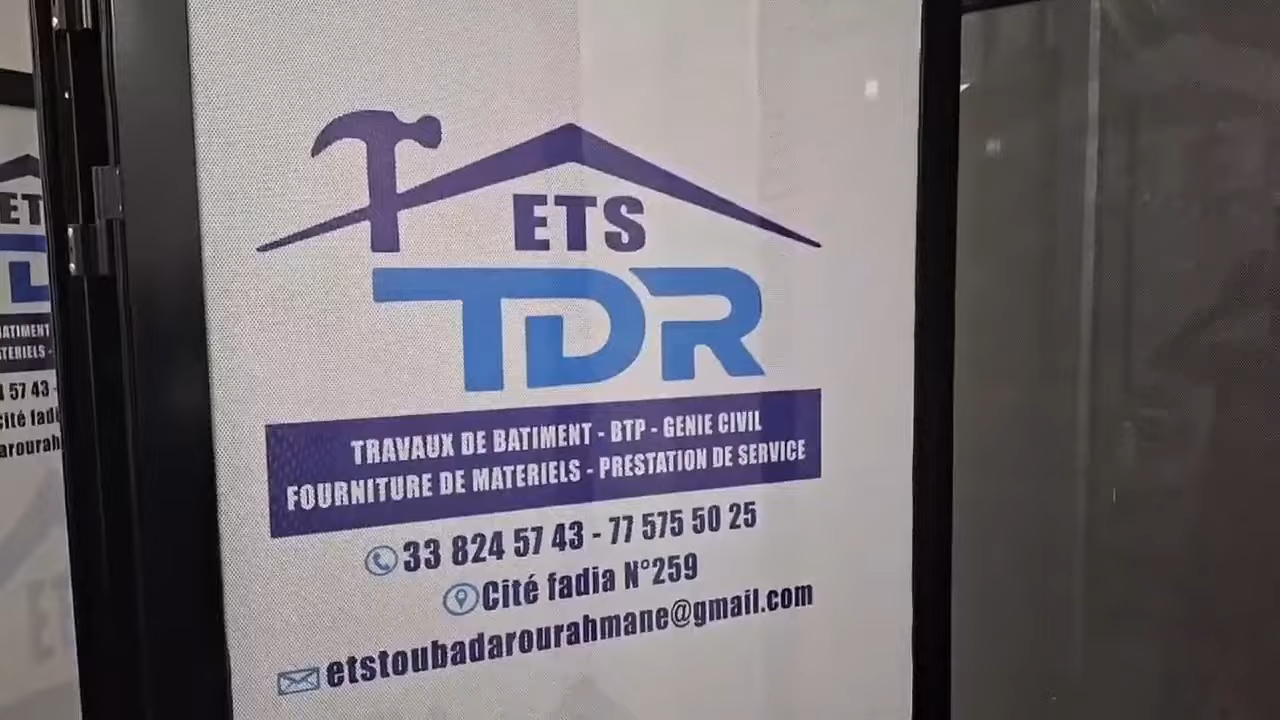 ETS
TDR
TRAVAUX DE BATIMENT - BTP - GENIE CIVIL
FOURNITURE DE MATERIELS - PRESTATION DE SERVICE
33 824 57 43 - 77 575 50 25
Cité fadia N°259
etstoubadarourahmane@gmail.com